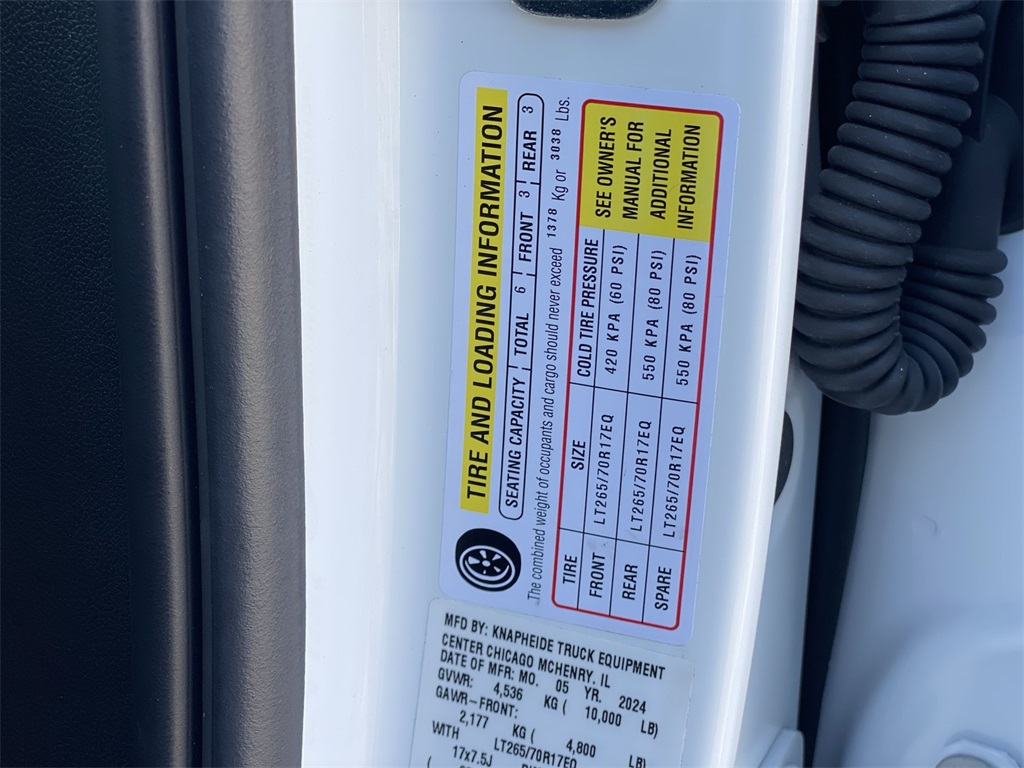 TIRE AND LOADING INFORMATION
SEATING CAPACITY TOTAL 6 FRONT 3 REAR 3
The combined weight of occupants and cargo should never exceed 1378 Kg or 3038 Lbs.
TIRE SIZE COLD TIRE PRESSURE
FRONT LT265/70R17EQ 420 KPA (60 PSI)
REAR LT265/70R17EQ 550 KPA (80 PSI)
SPARE LT265/70R17EQ 550 KPA (80 PSI)
SEE OWNER'S
MANUAL FOR
ADDITIONAL
INFORMATION
MFD BY: KNAPHEIDE TRUCK EQUIPMENT
CENTER CHICAGO MCHENRY, IL
DATE OF MFR: MO. 05 YR. 2024
GVWR: 4,536 KG ( 10,000 LB)
GAWR-FRONT:
2,177 KG ( 4,800 LB)
WITH LT265/70R17EQ
17x7.5J